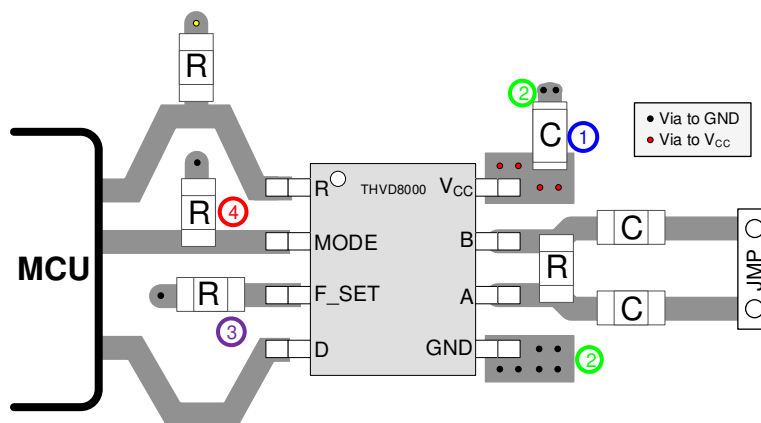 R
2
C
1
Via to GND
Via to VCC
R
4
R
THVD8000
VCC
MODE
B
C
MCU
R
JMP
R
F_SET
A
C
3
D
GND
2